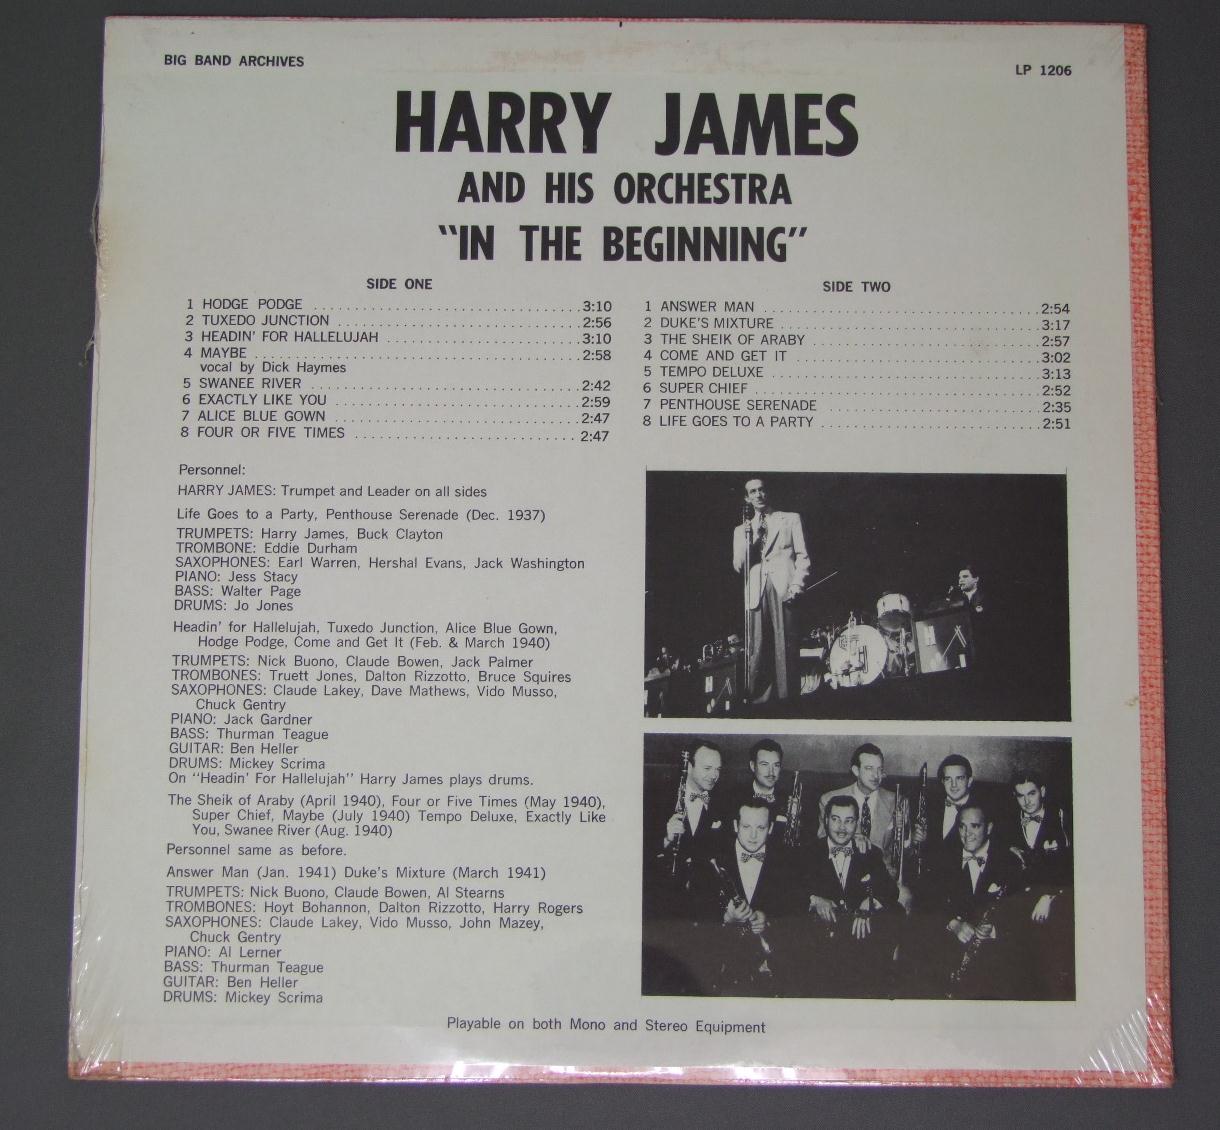 BIG BAND ARCHIVES
LP 1206
HARRY JAMES
AND HIS ORCHESTRA
"IN THE BEGINNING"
SIDE ONE
1 HODGE PODGE ........ 3:10
2 TUXEDO JUNCTION ........ 2:56
3 HEADIN' FOR HALLELUJAH ........ 3:10
4 MAYBE ........ 2:58
vocal by Dick Haymes
5 SWANEE RIVER ........ 2:42
6 EXACTLY LIKE YOU ........ 2:59
7 ALICE BLUE GOWN ........ 2:47
8 FOUR OR FIVE TIMES ........ 2:47
SIDE TWO
1 ANSWER MAN ........ 2:54
2 DUKE'S MIXTURE ........ 3:17
3 THE SHEIK OF ARABY ........ 2:57
4 COME AND GET IT ........ 3:02
5 TEMPO DELUXE ........ 3:13
6 SUPER CHIEF ........ 2:52
7 PENTHOUSE SERENADE ........ 2:35
8 LIFE GOES TO A PARTY ........ 2:51
Personnel:
HARRY JAMES: Trumpet and Leader on all sides
Life Goes to a Party, Penthouse Serenade (Dec. 1937)
TRUMPETS: Harry James, Buck Clayton
TROMBONE: Eddie Durham
SAXOPHONES: Earl Warren, Hershal Evans, Jack Washington
PIANO: Jess Stacy
BASS: Walter Page
DRUMS: Jo Jones
Headin' for Hallelujah, Tuxedo Junction, Alice Blue Gown,
Hodge Podge, Come and Get It (Feb. & March 1940)
TRUMPETS: Nick Buono, Claude Bowen, Jack Palmer
TROMBONES: Truett Jones, Dalton Rizzotto, Bruce Squires
SAXOPHONES: Claude Lakey, Dave Mathews, Vido Musso,
Chuck Gentry
PIANO: Jack Gardner
BASS: Thurman Teague
GUITAR: Ben Heller
DRUMS: Mickey Scrima
On "Headin' For Hallelujah" Harry James plays drums.
The Sheik of Araby (April 1940), Four or Five Times (May 1940),
Super Chief, Maybe (July 1940) Tempo Deluxe, Exactly Like
You, Swanee River (Aug. 1940)
Personnel same as before.
Answer Man (Jan. 1941) Duke's Mixture (March 1941)
TRUMPETS: Nick Buono, Claude Bowen, Al Stearns
TROMBONES: Hoyt Bohannon, Dalton Rizzotto, Harry Rogers
SAXOPHONES: Claude Lakey, Vido Musso, John Mazey,
Chuck Gentry
PIANO: Al Lerner
BASS: Thurman Teague
GUITAR: Ben Heller
DRUMS: Mickey Scrima
Playable on both Mono and Stereo Equipment